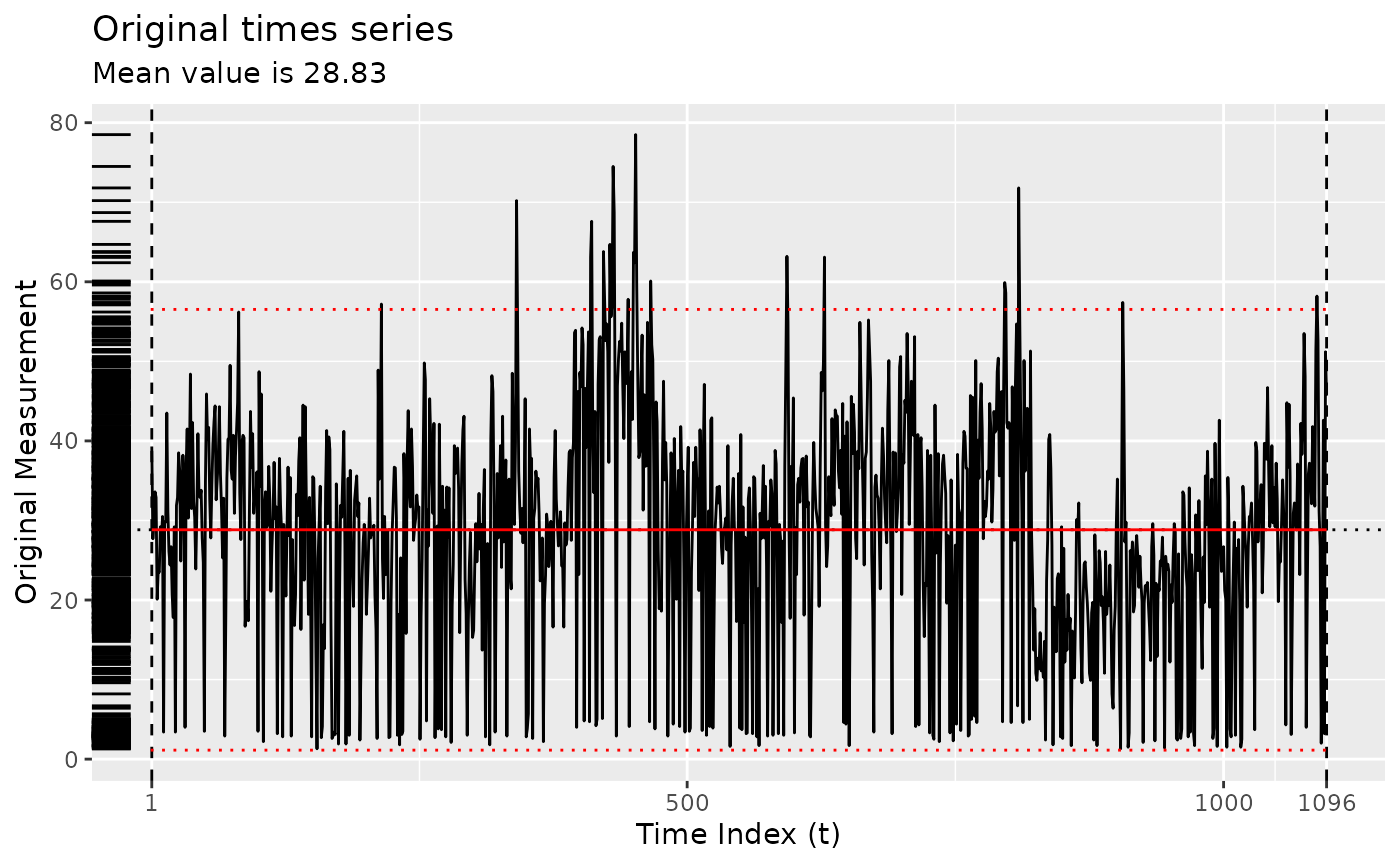 Original times series
Mean value is 28.83
Original Measurement
80
60
40
20
0
1
500
1000
1096
Time Index (t)